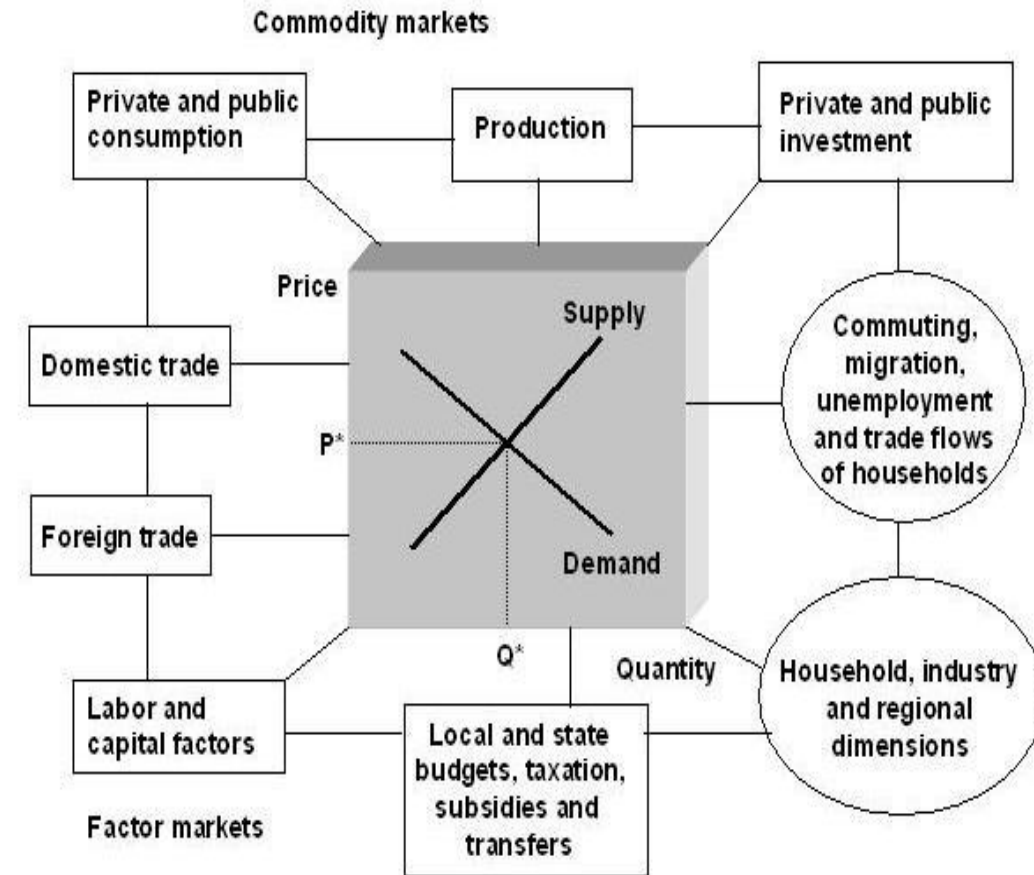 Commodity markets
Private and public
consumption
Production
Private and public
investment
Price
Supply
Domestic trade
Commuting,
migration,
unemployment
and trade flows
of households
P*
Foreign trade
Demand
Q*
Quantity
Labor and
capital factors
Local and state
budgets, taxation,
subsidies and
transfers
Household, industry
and regional
dimensions
Factor markets